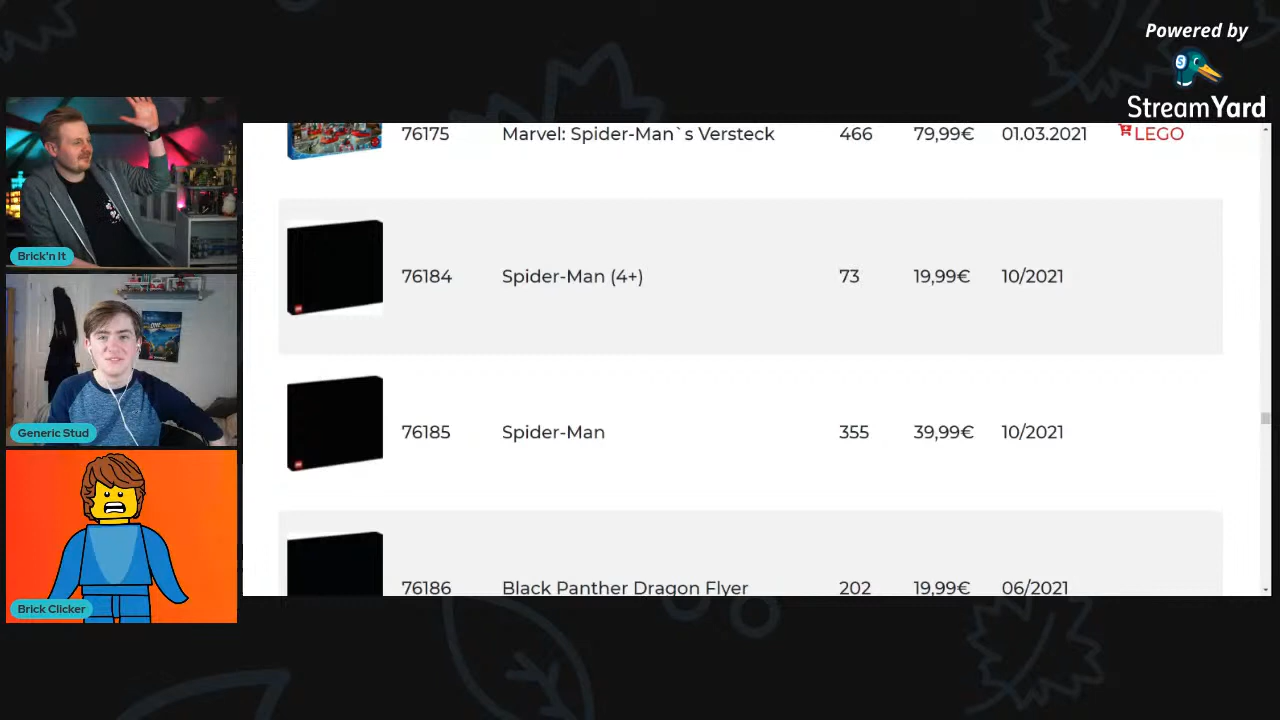 Powered by
StreamYard
76175 Marvel: Spider-Man`s Versteck 466 79,99€ 01.03.2021 LEGO
76184 Spider-Man (4+) 73 19,99€ 10/2021
76185 Spider-Man 355 39,99€ 10/2021
76186 Black Panther Dragon Flyer 202 19,99€ 06/2021
Brick'n It
Generic Stud
Brick Clicker